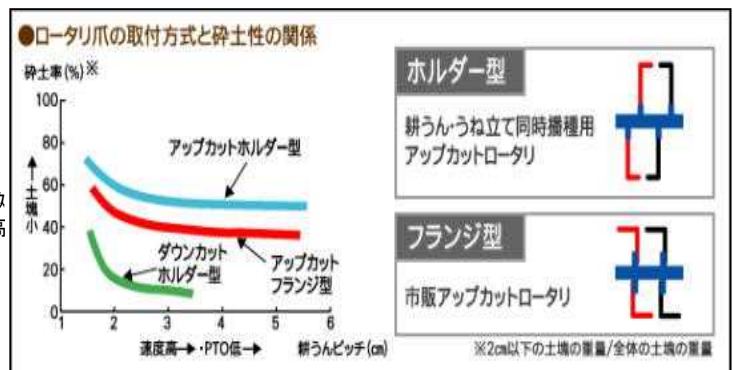 ●ロータリ爪の取付方式と砕土性の関係
砕土率(%)※
100
80
60
40
20
0
←土塊小
アップカットホルダー型
ダウンカット
ホルダー型
アップカット
フランジ型
1 2 3 4 5 6
速度高→・PTO低→ 耕うんピッチ(cm)
ホルダー型
耕うん・うね立て同時播種用
アップカットロータリ
フランジ型
市販アップカットロータリ
※2cm以下の土塊の重量/全体の土塊の重量
高